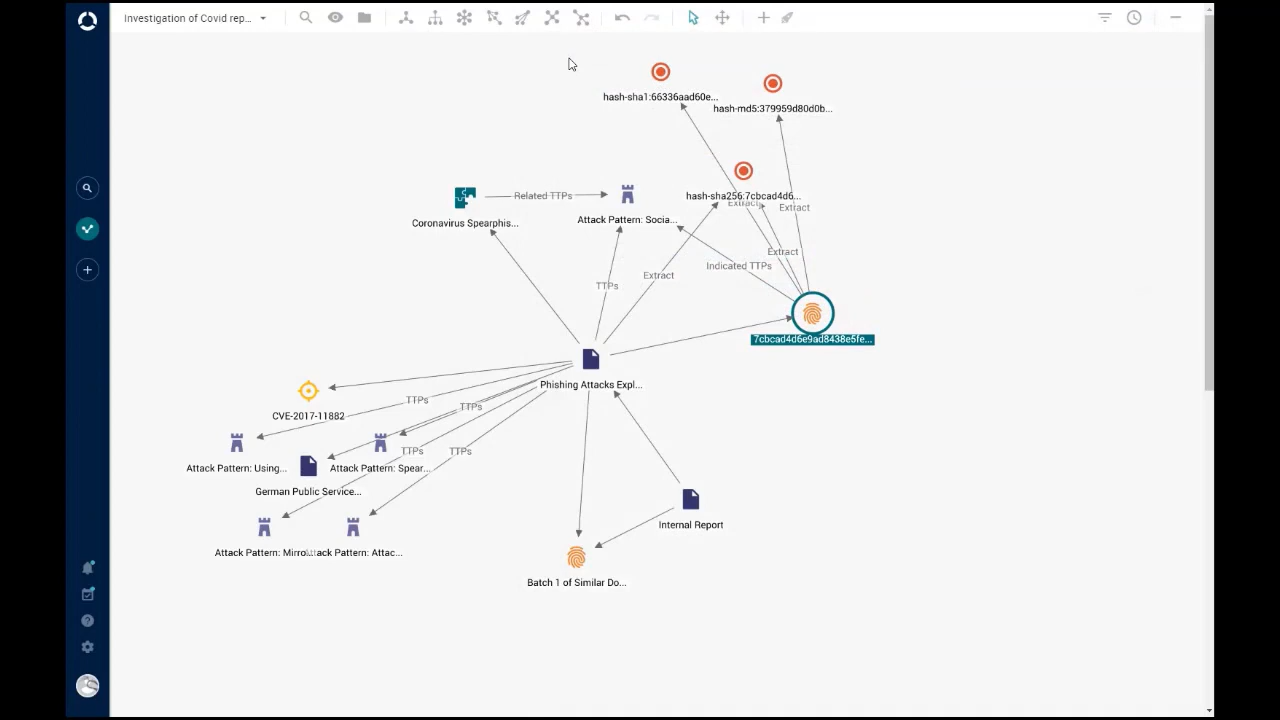 Investigation of Covid rep...
hash-sha1:66336aad60e...
hash-md5:379959d80d0b...
hash-sha256:7cbcad4d6...
Related TTPs
Coronavirus Spearphis...
Attack Pattern: Socia...
Extract
Extract
Extract
Indicated TTPs
Extract
TTPs
7cbcad4d6e9ad8438e5fe...
Phishing Attacks Expl...
CVE-2017-11882
TTPs
TTPs
TTPs
TTPs
Attack Pattern: Using...
Attack Pattern: Spear...
German Public Service...
Attack Pattern: Mirro
Attack Pattern: Attac...
Internal Report
Batch 1 of Similar Do...